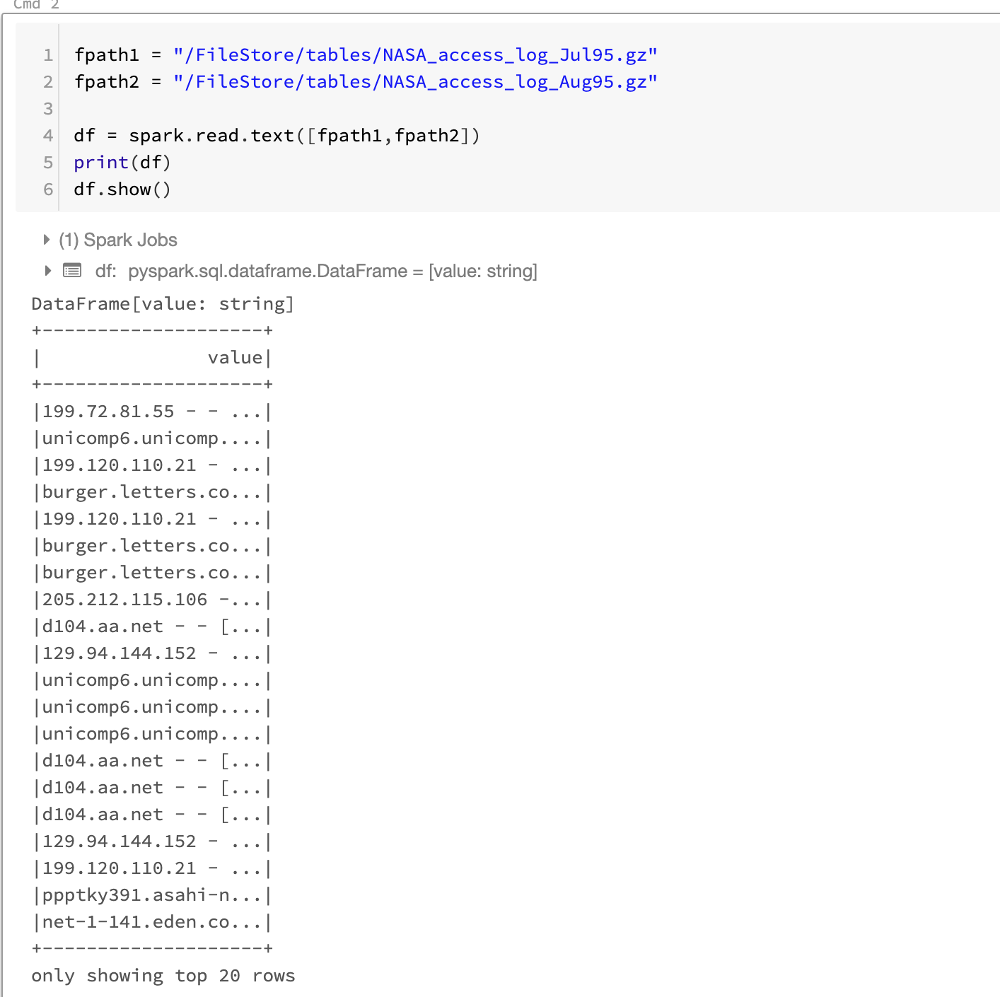 Cmd 2
1 fpath1 = "/FileStore/tables/NASA_access_log_Jul95.gz"
2 fpath2 = "/FileStore/tables/NASA_access_log_Aug95.gz"
3
4 df = spark.read.text([fpath1,fpath2])
5 print(df)
6 df.show()
(1) Spark Jobs
df: pyspark.sql.dataframe.DataFrame = [value: string]
DataFrame[value: string]
+--------------------+
|               value|
+--------------------+
|199.72.81.55 - - ...|
|unicomp6.unicomp....|
|199.120.110.21 - ...|
|burger.letters.co...|
|199.120.110.21 - ...|
|burger.letters.co...|
|burger.letters.co...|
|205.212.115.106 -...|
|d104.aa.net - - [...|
|129.94.144.152 - ...|
|unicomp6.unicomp....|
|unicomp6.unicomp....|
|unicomp6.unicomp....|
|d104.aa.net - - [...|
|d104.aa.net - - [...|
|d104.aa.net - - [...|
|129.94.144.152 - ...|
|199.120.110.21 - ...|
|ppptky391.asahi-n...|
|net-1-141.eden.co...|
+--------------------+
only showing top 20 rows